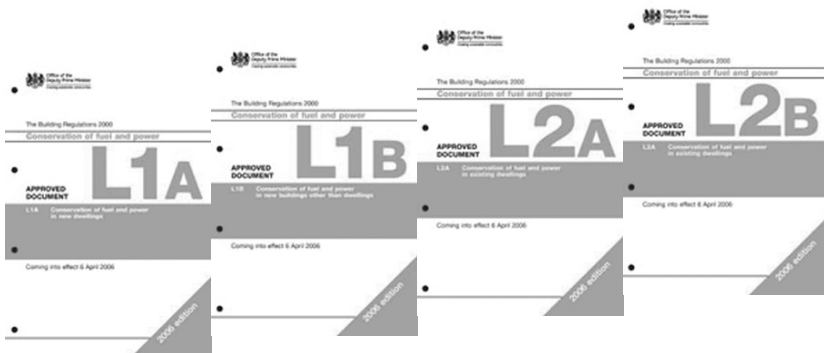 Office of the
Deputy Prime Minister
Creating sustainable communities
The Building Regulations 2000
Conservation of fuel and power
APPROVED
DOCUMENT
L1A
L1A Conservation of fuel and power
in new dwellings
Coming into effect 6 April 2006
2006 edition
Office of the
Deputy Prime Minister
Creating sustainable communities
The Building Regulations 2000
Conservation of fuel and power
APPROVED
DOCUMENT
L1B
L1B Conservation of fuel and power
in new buildings other than dwellings
Coming into effect 6 April 2006
2006 edition
Office of the
Deputy Prime Minister
Creating sustainable communities
The Building Regulations 2000
Conservation of fuel and power
APPROVED
DOCUMENT
L2A
L2A Conservation of fuel and power
in existing dwellings
Coming into effect 6 April 2006
2006 edition
Office of the
Deputy Prime Minister
Creating sustainable communities
The Building Regulations 2000
Conservation of fuel and power
APPROVED
DOCUMENT
L2B
L2A Conservation of fuel and power
in existing dwellings
Coming into effect 6 April 2006
2006 edition